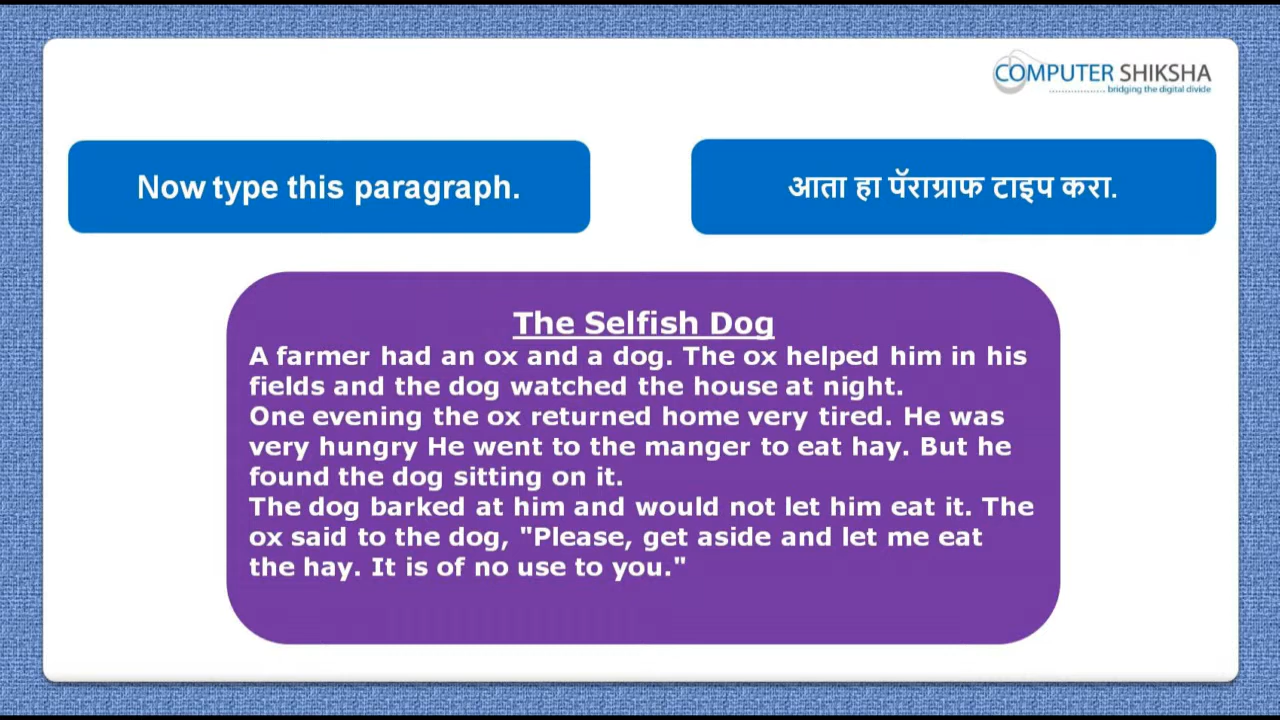 COMPUTER SHIKSHA
bridging the digital divide
Now type this paragraph.
आता हा पॅराग्राफ टाइप करा.
The Selfish Dog
A farmer had an ox and a dog. The ox helped him in his
fields and the dog watched the house at night.
One evening the ox returned home very tired. He was
very hungry He went to the manger to eat hay. But he
found the dog sitting on it.
The dog barked at him and would not let him eat it. The
ox said to the dog, "Please, get aside and let me eat
the hay. It is of no use to you."